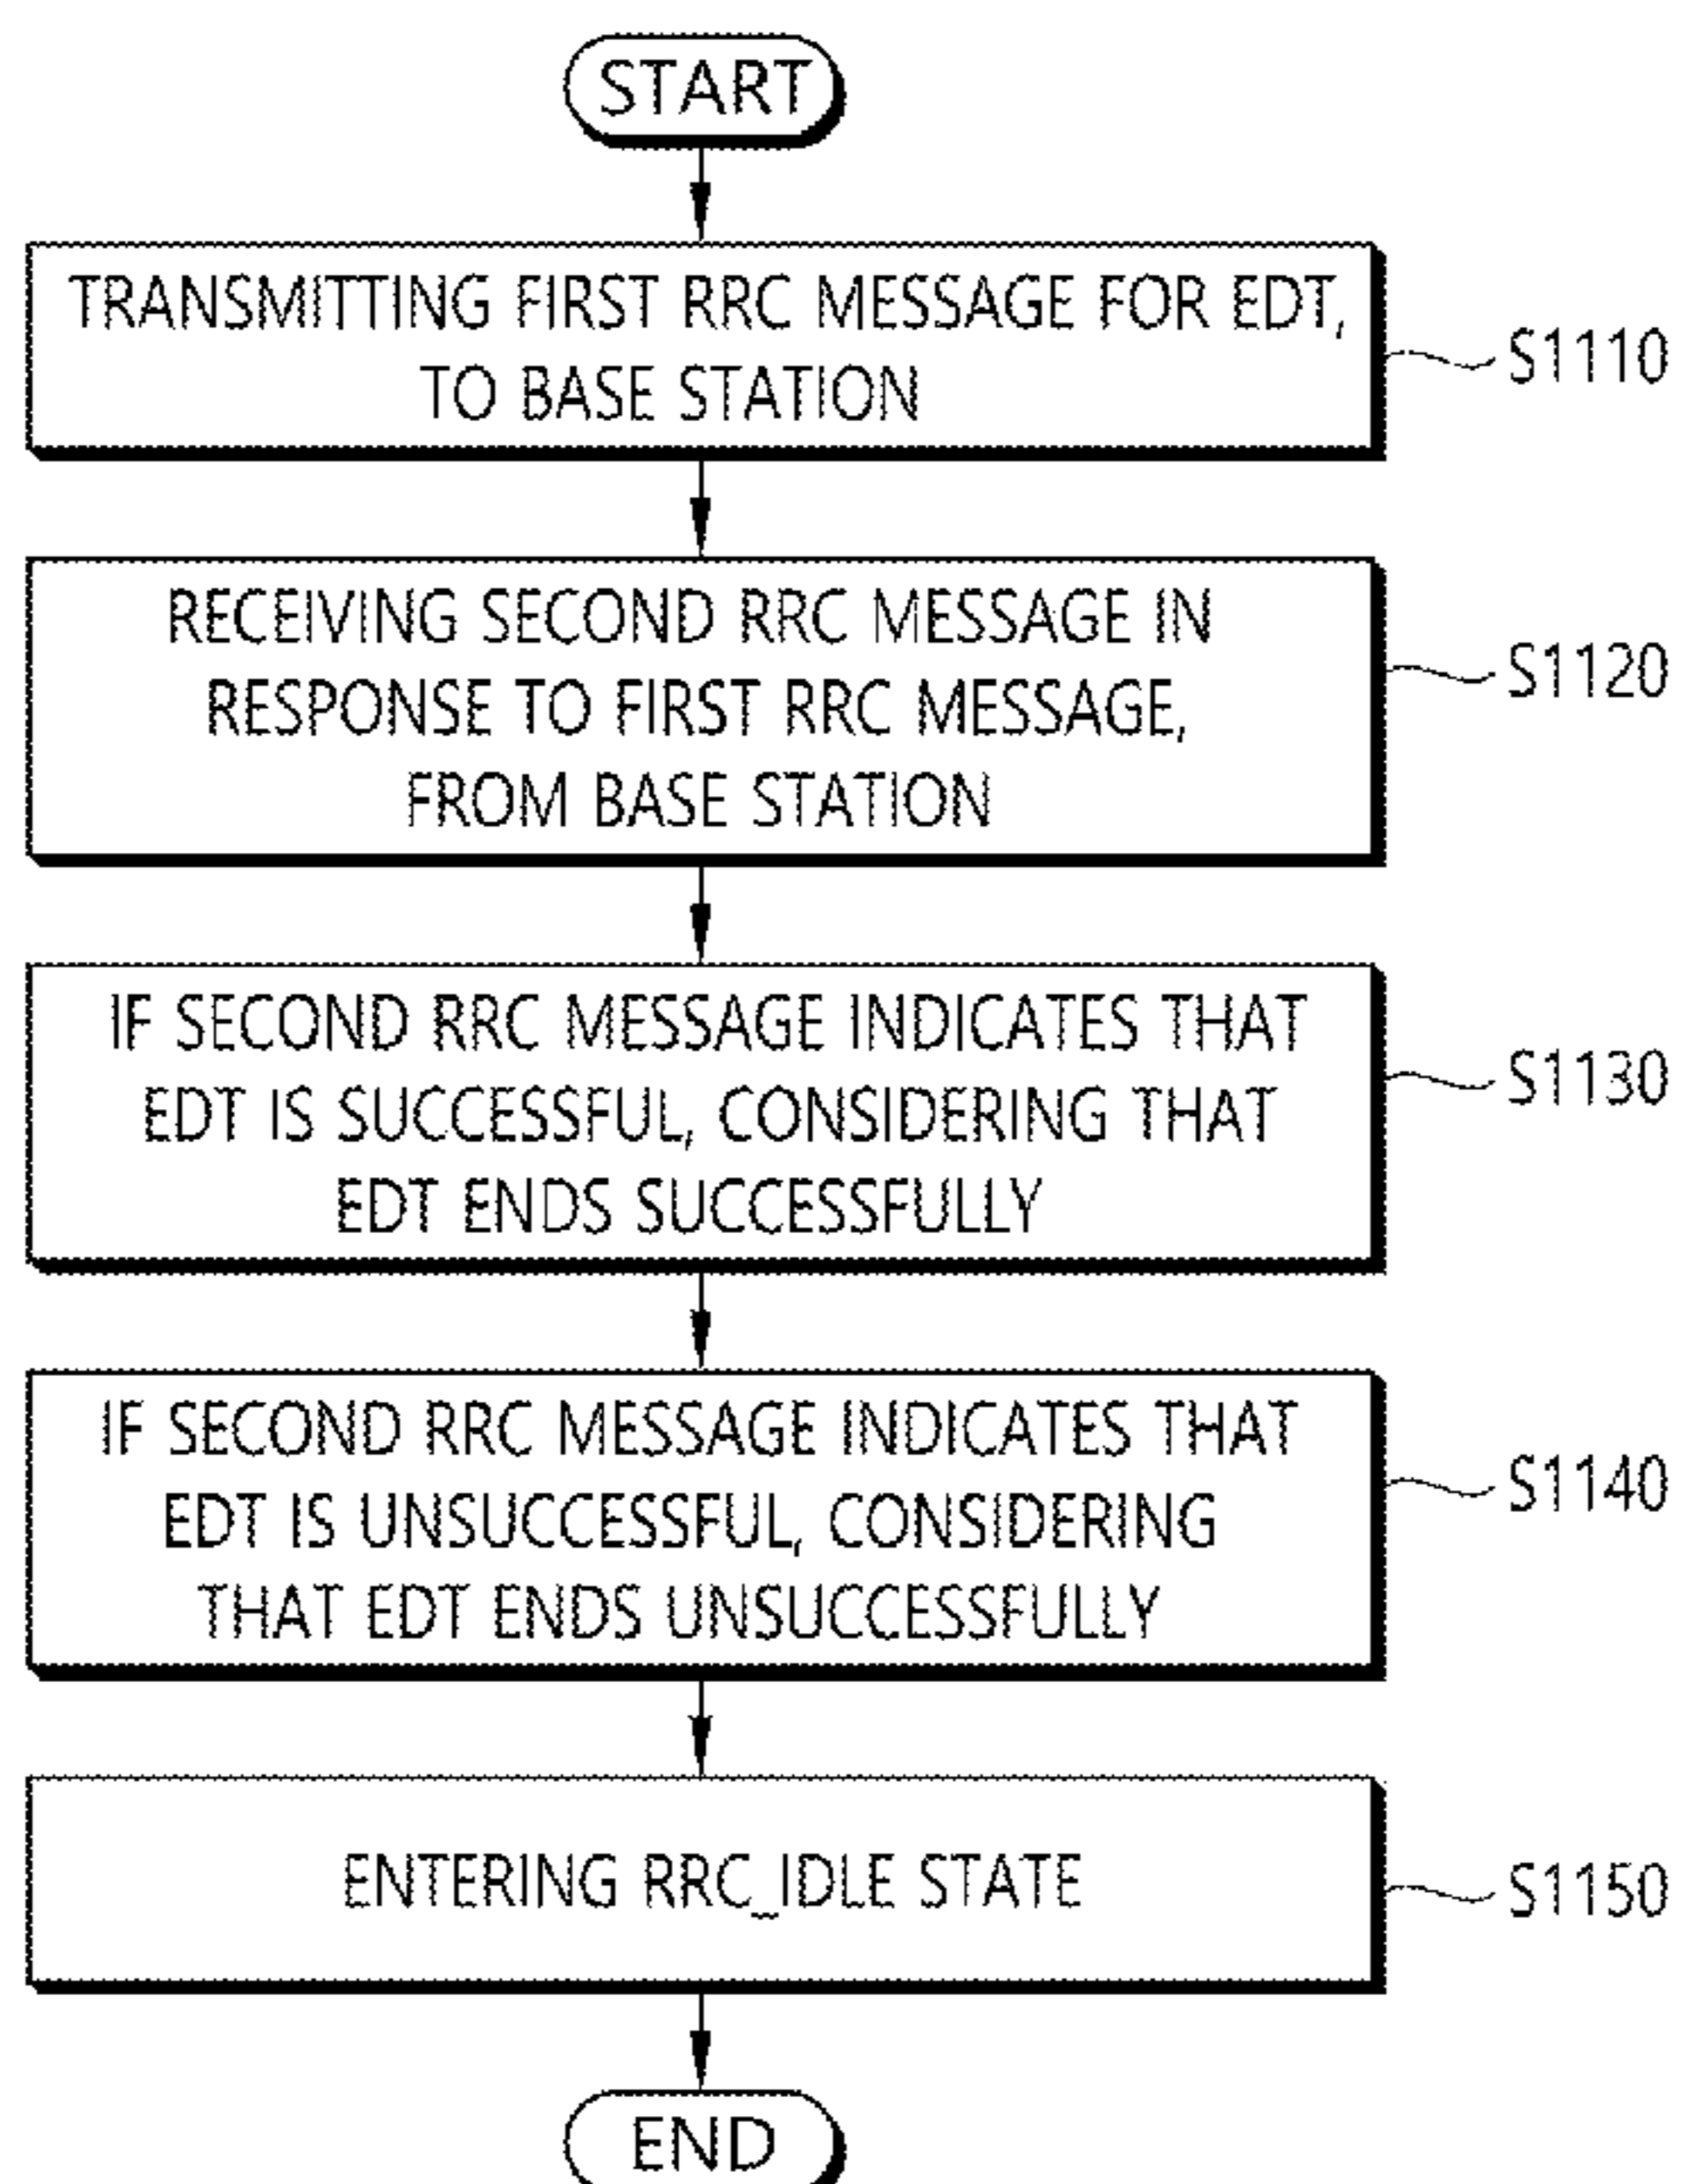 START
TRANSMITTING FIRST RRC MESSAGE FOR EDT,
TO BASE STATION
S1110
RECEIVING SECOND RRC MESSAGE IN
RESPONSE TO FIRST RRC MESSAGE,
FROM BASE STATION
S1120
IF SECOND RRC MESSAGE INDICATES THAT
EDT IS SUCCESSFUL, CONSIDERING THAT
EDT ENDS SUCCESSFULLY
S1130
IF SECOND RRC MESSAGE INDICATES THAT
EDT IS UNSUCCESSFUL, CONSIDERING
THAT EDT ENDS UNSUCCESSFULLY
S1140
ENTERING RRC_IDLE STATE
S1150
END